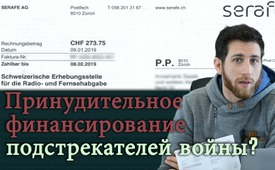 SERAFE AG
Postfach
8010 Zürich
T 058 201 31 67
www.serafe.ch
seraf
Rechnungsbetrag CHF 273.75
Datum 09.01.2019
Faktura-Nr
Zahlbar bis 08.02.2019
Schweizerische Erhebungsstelle
für die Radio- und Fernsehabgabe
P.P.
8010 Zürich
Принудительное
финансирование
подстрекателей войны?